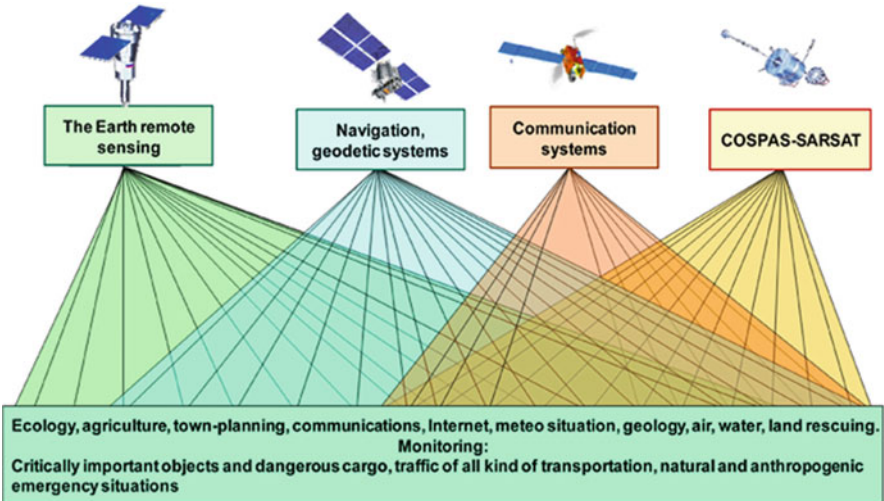 The Earth remote
sensing
Navigation,
geodetic systems
Communication
systems
COSPAS-SARSAT
Ecology, agriculture, town-planning, communications, Internet, meteo situation, geology, air, water, land rescuing.
Monitoring:
Critically important objects and dangerous cargo, traffic of all kind of transportation, natural and anthropogenic
emergency situations